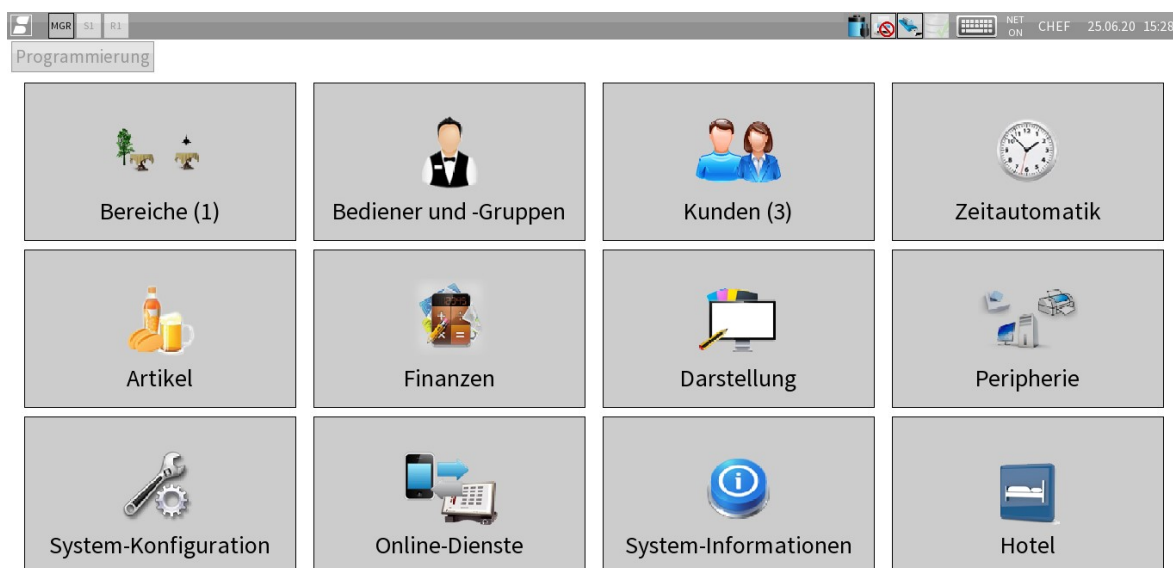 MGR S1 R1 NET ON CHEF 25.06.20 15:28
Programmierung
Bereiche (1)
Bediener und -Gruppen
Kunden (3)
Zeitautomatik
Artikel
Finanzen
Darstellung
Peripherie
System-Konfiguration
Online-Dienste
System-Informationen
Hotel